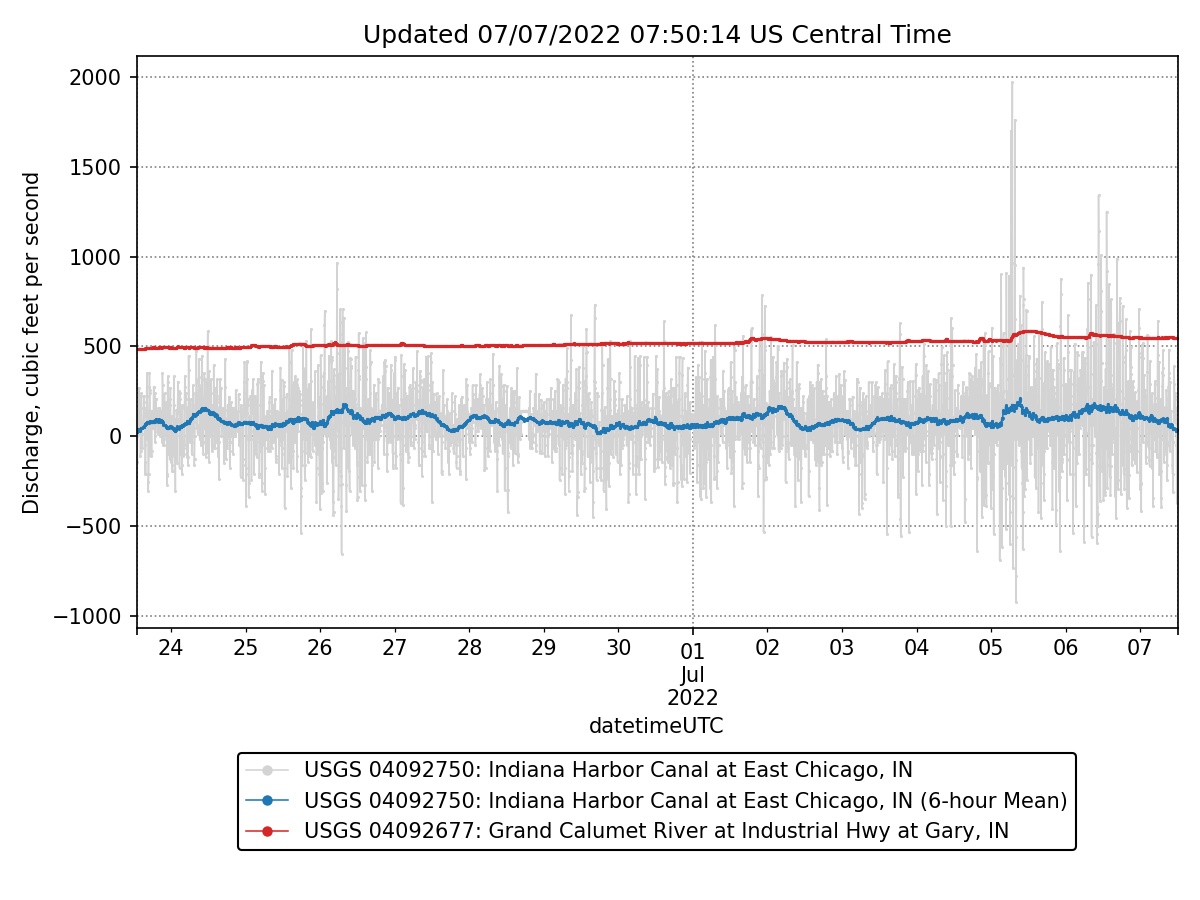 Updated 07/07/2022 07:50:14 US Central Time
Discharge, cubic feet per second
2000
1500
1000
500
0
−500
−1000
24 25 26 27 28 29 30 01 02 03 04 05 06 07
Jul
2022
datetimeUTC
USGS 04092750: Indiana Harbor Canal at East Chicago, IN
USGS 04092750: Indiana Harbor Canal at East Chicago, IN (6-hour Mean)
USGS 04092677: Grand Calumet River at Industrial Hwy at Gary, IN